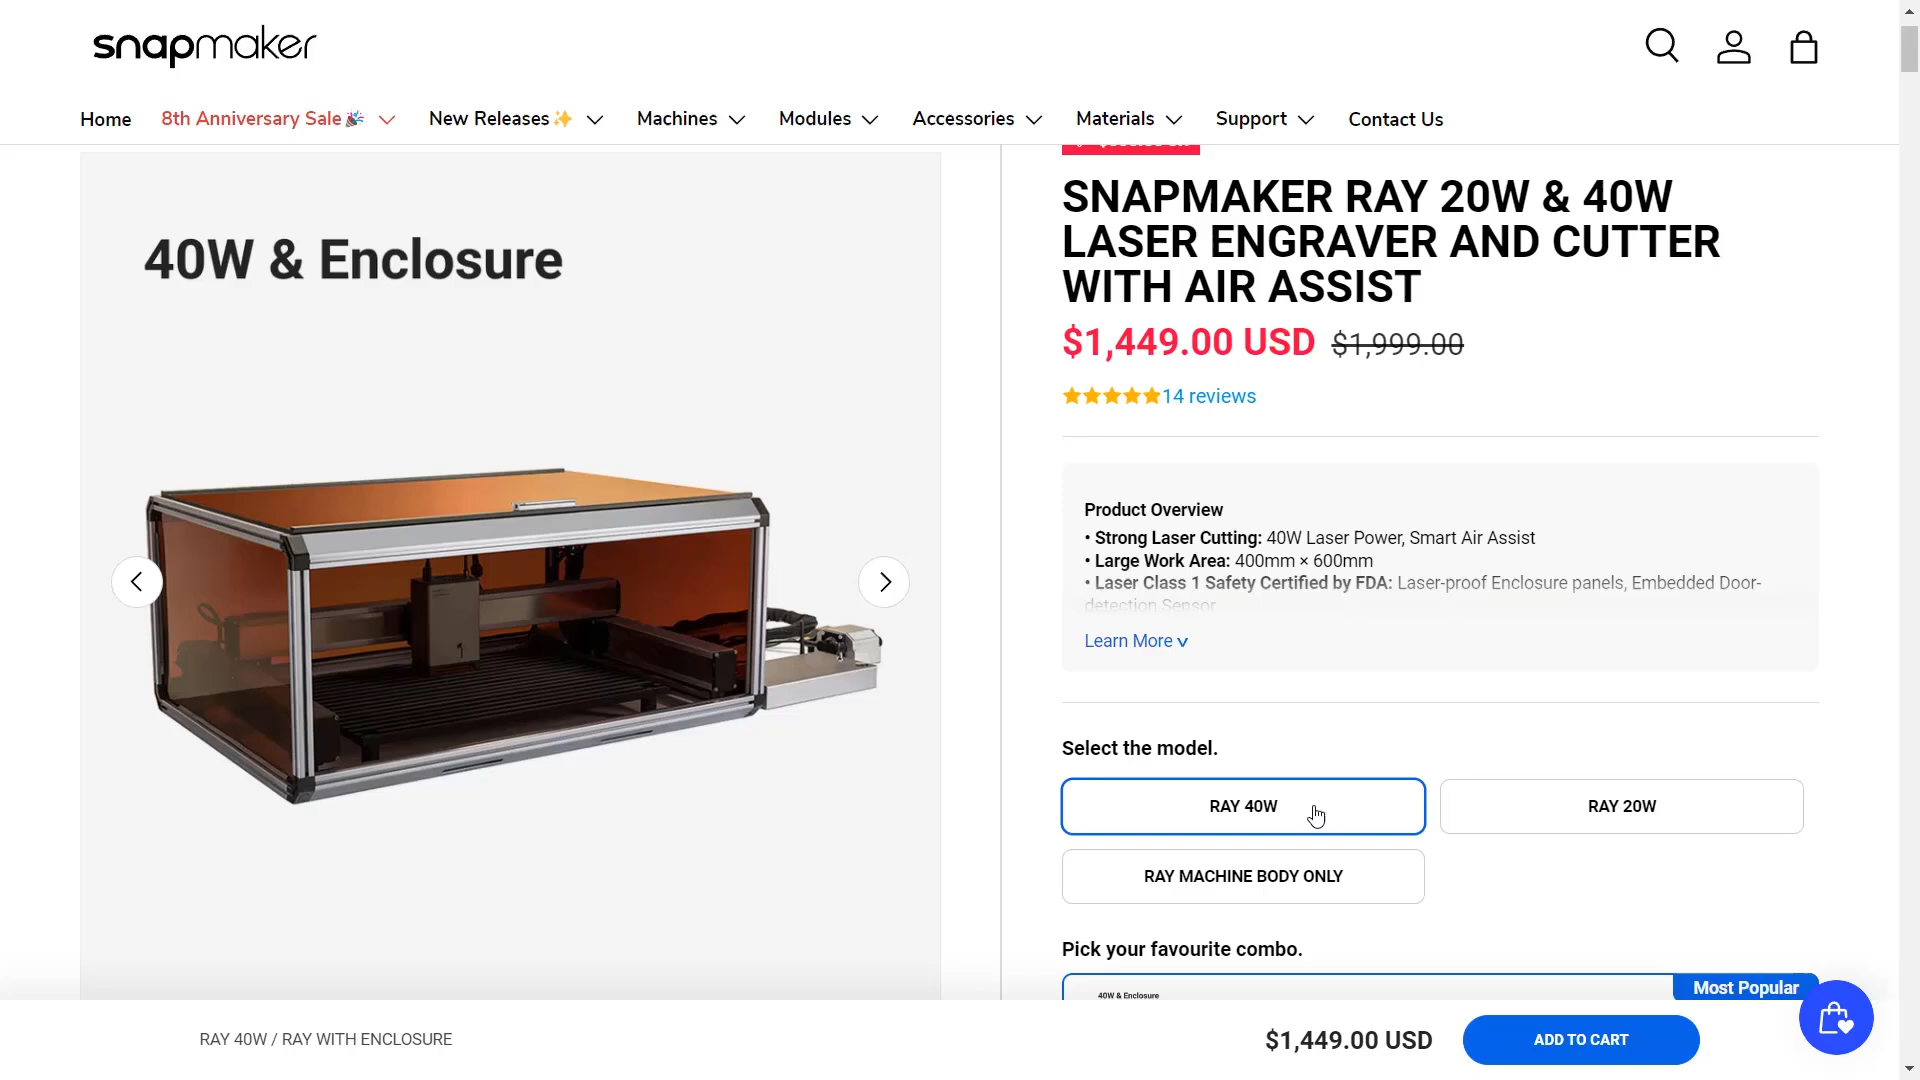 snapmaker
Home 8th Anniversary Sale🎉 New Releases✨ Machines Modules Accessories Materials Support Contact Us
40W & Enclosure
SNAPMAKER RAY 20W & 40W
LASER ENGRAVER AND CUTTER
WITH AIR ASSIST
$1,449.00 USD $1,999.00
14 reviews
Product Overview
• Strong Laser Cutting: 40W Laser Power, Smart Air Assist
• Large Work Area: 400mm × 600mm
• Laser Class 1 Safety Certified by FDA: Laser-proof Enclosure panels, Embedded Door-
detection Sensor
Learn More
Select the model.
RAY 40W
RAY 20W
RAY MACHINE BODY ONLY
Pick your favourite combo.
Most Popular
40W & Enclosure
RAY 40W / RAY WITH ENCLOSURE
$1,449.00 USD
ADD TO CART